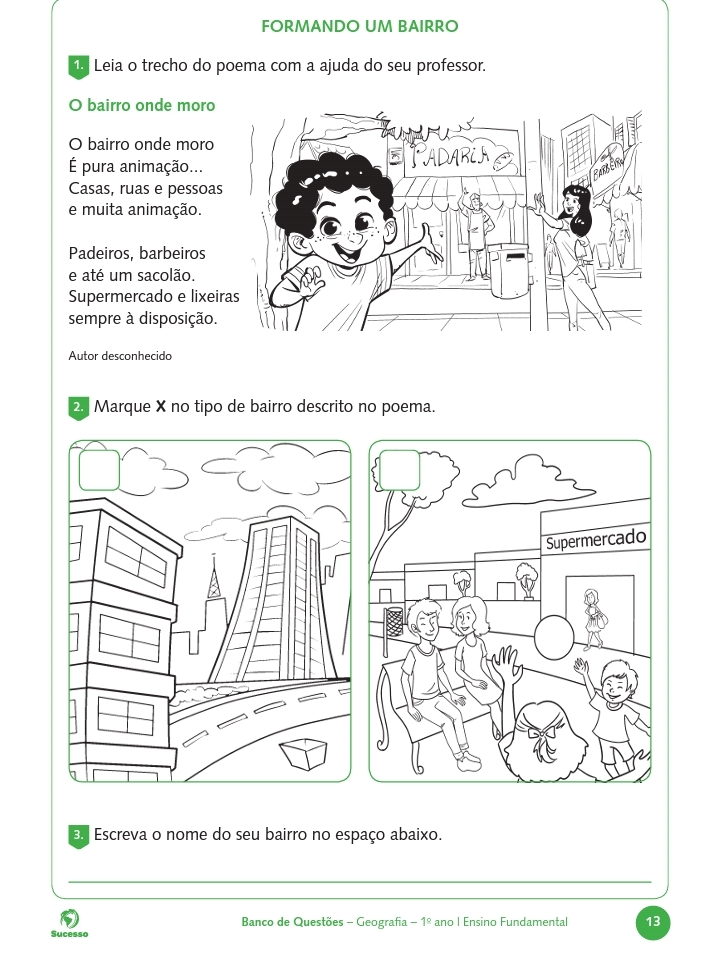 FORMANDO UM BAIRRO
1. Leia o trecho do poema com a ajuda do seu professor.
O bairro onde moro
O bairro onde moro
É pura animação...
Casas, ruas e pessoas
e muita animação.
Padeiros, barbeiros
e até um sacolão.
Supermercado e lixeiras
sempre à disposição.
Autor desconhecido
PADARIA
BARBEIRO
2. Marque X no tipo de bairro descrito no poema.
Supermercado
3. Escreva o nome do seu bairro no espaço abaixo.
Sucesso
Banco de Questões – Geografia – 1º ano | Ensino Fundamental
13